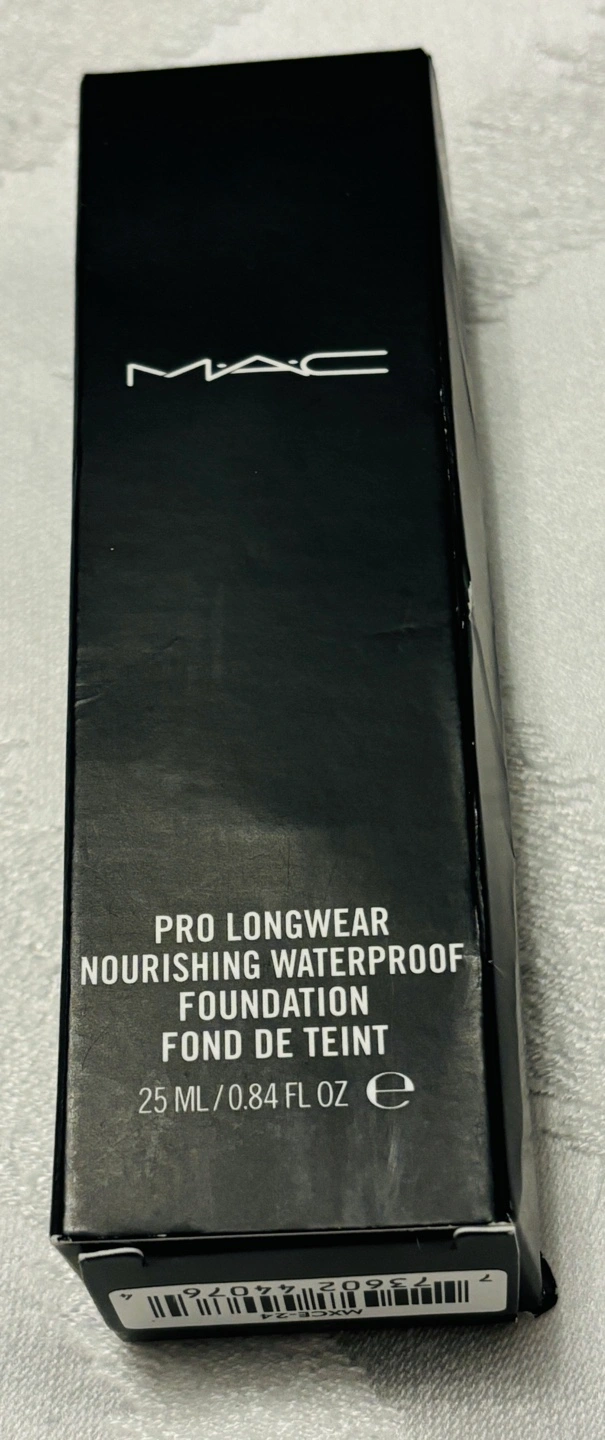 M·A·C
PRO LONGWEAR
NOURISHING WATERPROOF
FOUNDATION
FOND DE TEINT
25 ML / 0.84 FL OZ ℮
MXCE-24
7 73602 44076 4